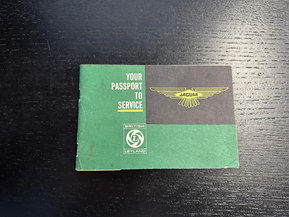 YOUR
PASSPORT
TO
SERVICE
JAGUAR
BRITISH
L
LEYLAND